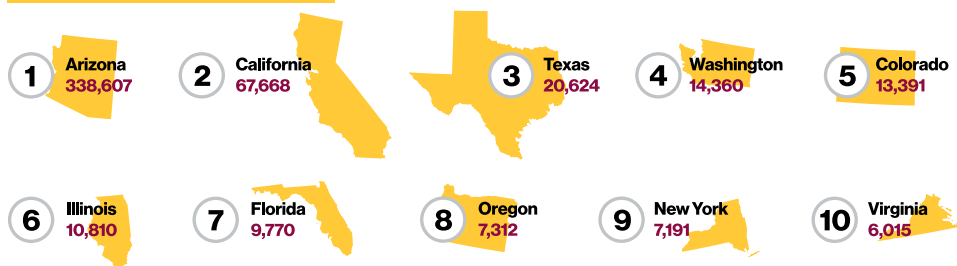 1
Arizona
338,607
2
California
67,668
3
Texas
20,624
4
Washington
14,360
5
Colorado
13,391
6
Illinois
10,810
7
Florida
9,770
8
Oregon
7,312
9
New York
7,191
10
Virginia
6,015